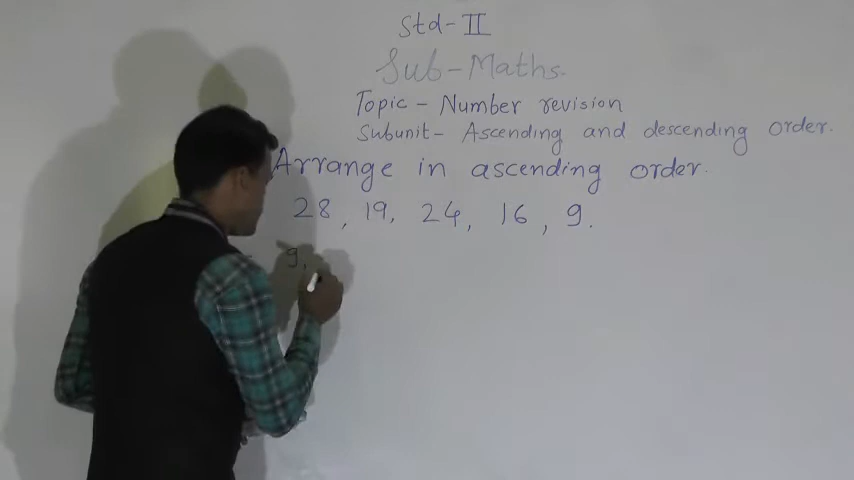 Std-II
Sub-Maths.
Topic - Number revision
Subunit- Ascending and descending order.
Arrange in ascending order.
28, 19, 24, 16, 9.
9,